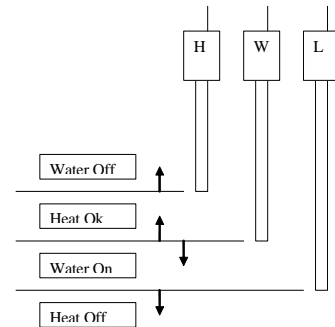 H W L
Water Off
Heat Ok
Water On
Heat Off